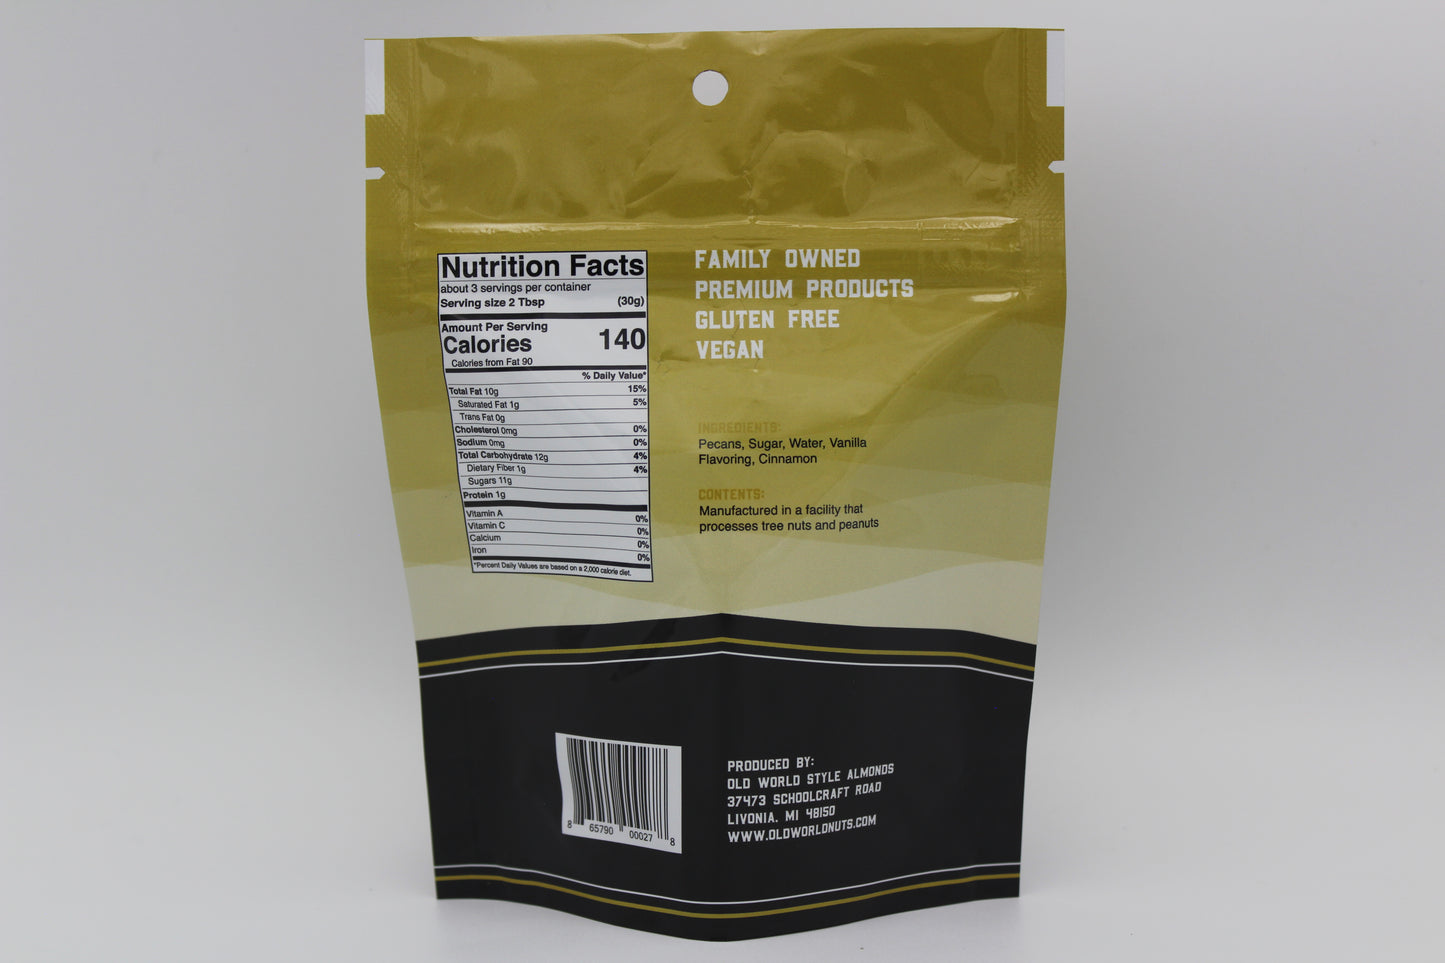 Nutrition Facts
about 3 servings per container
Serving size 2 Tbsp (30g)
Amount Per Serving
Calories 140
Calories from Fat 90
% Daily Value*
Total Fat 10g 15%
Saturated Fat 1g 5%
Trans Fat 0g
Cholesterol 0mg 0%
Sodium 0mg 0%
Total Carbohydrate 12g 4%
Dietary Fiber 1g 4%
Sugars 11g
Protein 1g
Vitamin A 0%
Vitamin C 0%
Calcium 0%
Iron 0%
*Percent Daily Values are based on a 2,000 calorie diet.
FAMILY OWNED
PREMIUM PRODUCTS
GLUTEN FREE
VEGAN
INGREDIENTS:
Pecans, Sugar, Water, Vanilla
Flavoring, Cinnamon
CONTENTS:
Manufactured in a facility that
processes tree nuts and peanuts
8 65790 00027 8
PRODUCED BY:
OLD WORLD STYLE ALMONDS
37473 SCHOOLCRAFT ROAD
LIVONIA, MI 48150
WWW.OLDWORLDNUTS.COM